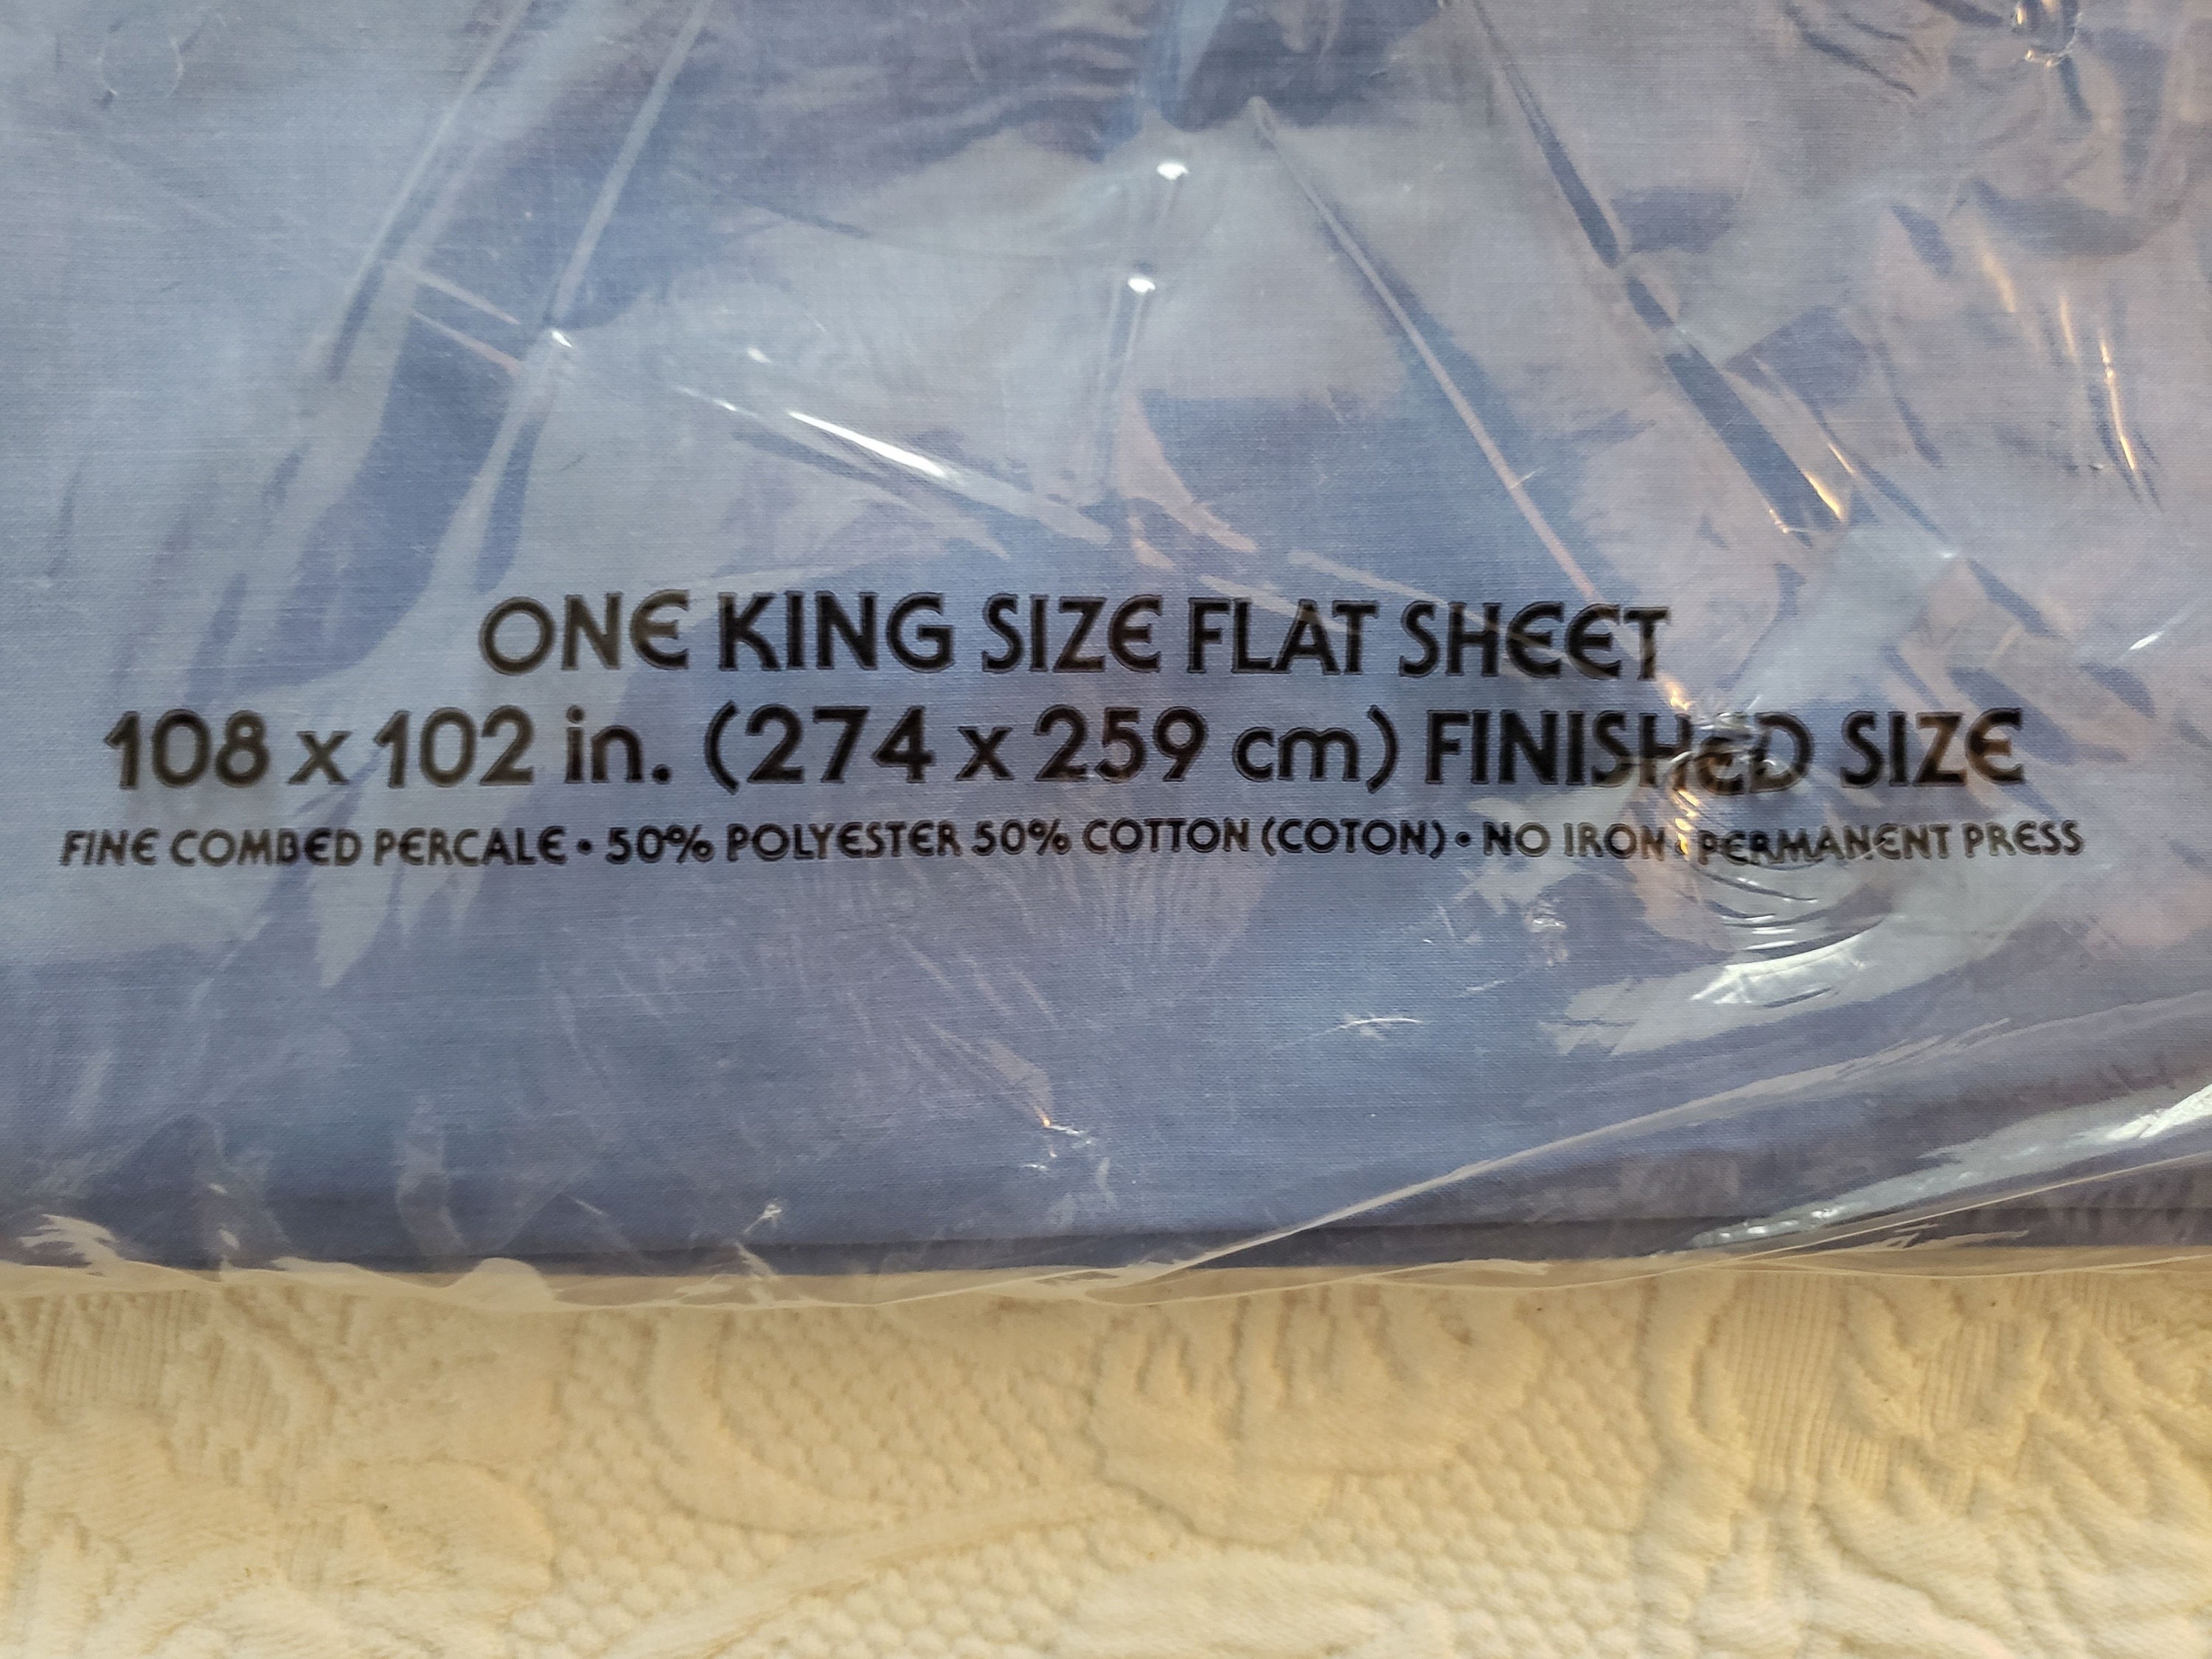 ONE KING SIZE FLAT SHEET
108 x 102 in. (274 x 259 cm) FINISHED SIZE
FINE COMBED PERCALE • 50% POLYESTER 50% COTTON (COTON) • NO IRON • PERMANENT PRESS